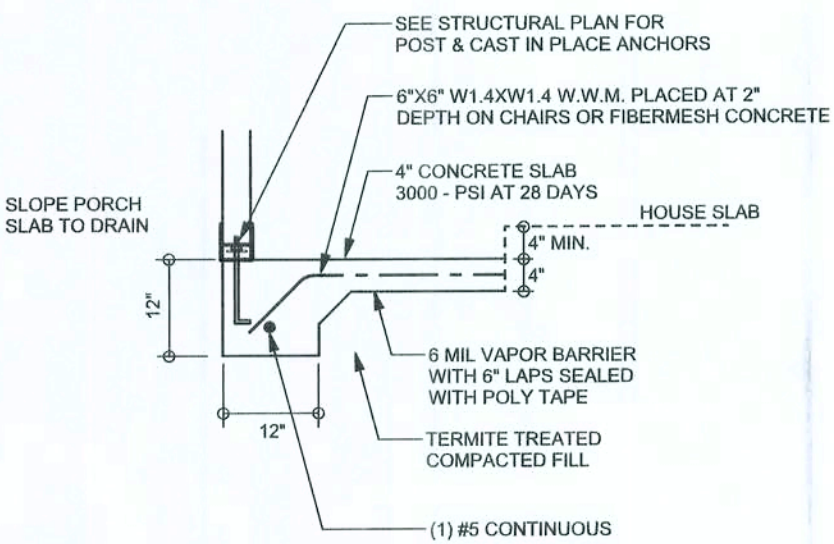 SEE STRUCTURAL PLAN FOR
POST & CAST IN PLACE ANCHORS
6"X6" W1.4XW1.4 W.W.M. PLACED AT 2"
DEPTH ON CHAIRS OR FIBERMESH CONCRETE
4" CONCRETE SLAB
3000 - PSI AT 28 DAYS
SLOPE PORCH
SLAB TO DRAIN
HOUSE SLAB
4" MIN.
4"
12"
6 MIL VAPOR BARRIER
WITH 6" LAPS SEALED
WITH POLY TAPE
12"
TERMITE TREATED
COMPACTED FILL
(1) #5 CONTINUOUS